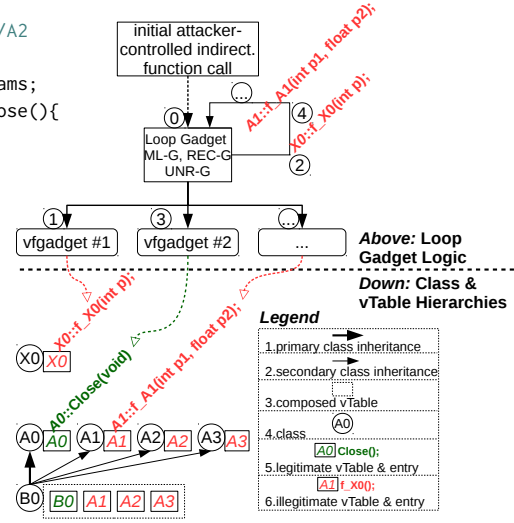 /A2
ams;
ose(){
initial attacker-
controlled indirect.
function call
A1::f_A1(int p1, float p2);
X0::f_X0(int p);
...
0
4
Loop Gadget
ML-G, REC-G
UNR-G
2
1
3
...
vfgadget #1
vfgadget #2
...
Above: Loop
Gadget Logic
Down: Class &
vTable Hierarchies
X0::f_X0(int p);
A0::Close(void)
A1::f_A1(int p1, float p2);
X0 X0
A0 A0 A1 A1 A2 A2 A3 A3
B0 B0 A1 A2 A3
Legend
1.primary class inheritance
2.secondary class inheritance
3.composed vTable
A0
4.class
A0 Close();
5.legitimate vTable & entry
A1 f_X0();
6.illegitimate vTable & entry